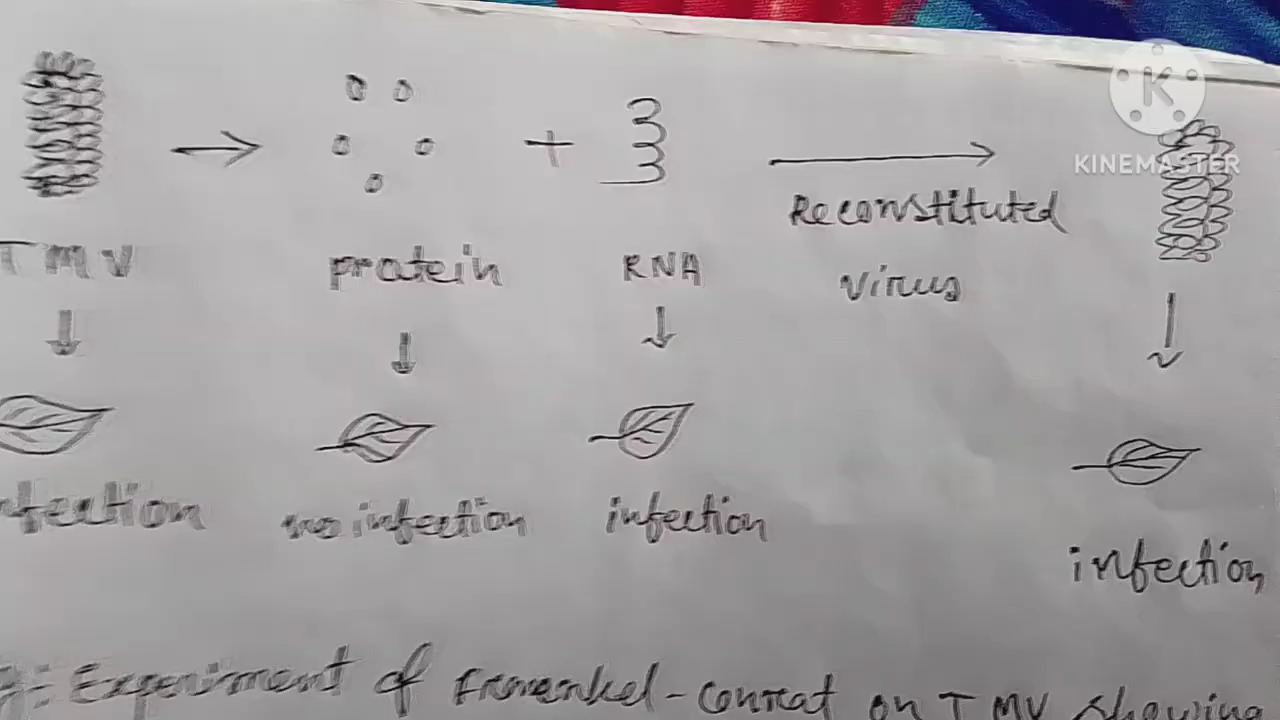 KINEMASTER
TMV
protein
+
RNA
Reconstituted
virus
infection
no infection
infection
infection
Experiment of Fraenkel-Conrat on TMV showing